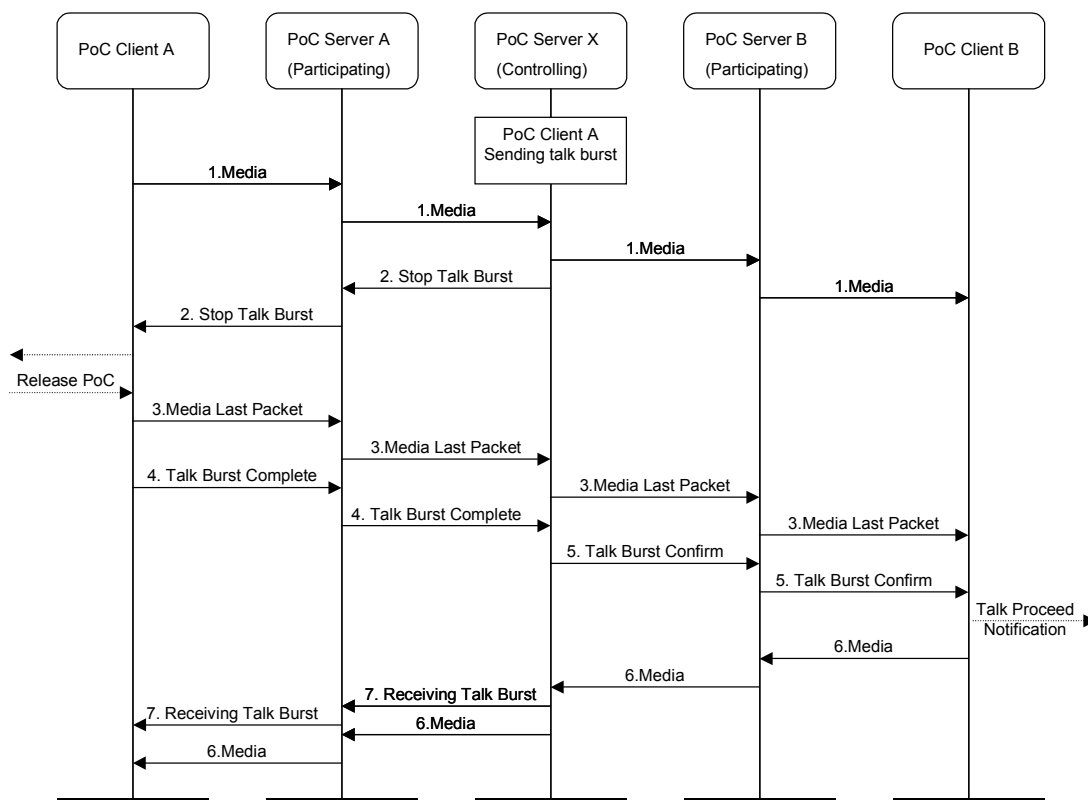 PoC Client A
PoC Server A
(Participating)
PoC Server X
(Controlling)
PoC Server B
(Participating)
PoC Client B
PoC Client A
Sending talk burst
1.Media
1.Media
1.Media
2. Stop Talk Burst
1.Media
2. Stop Talk Burst
Release PoC
3.Media Last Packet
3.Media Last Packet
4. Talk Burst Complete
3.Media Last Packet
4. Talk Burst Complete
3.Media Last Packet
5. Talk Burst Confirm
5. Talk Burst Confirm
Talk Proceed
Notification
6.Media
6.Media
7. Receiving Talk Burst
7. Receiving Talk Burst
6.Media
6.Media